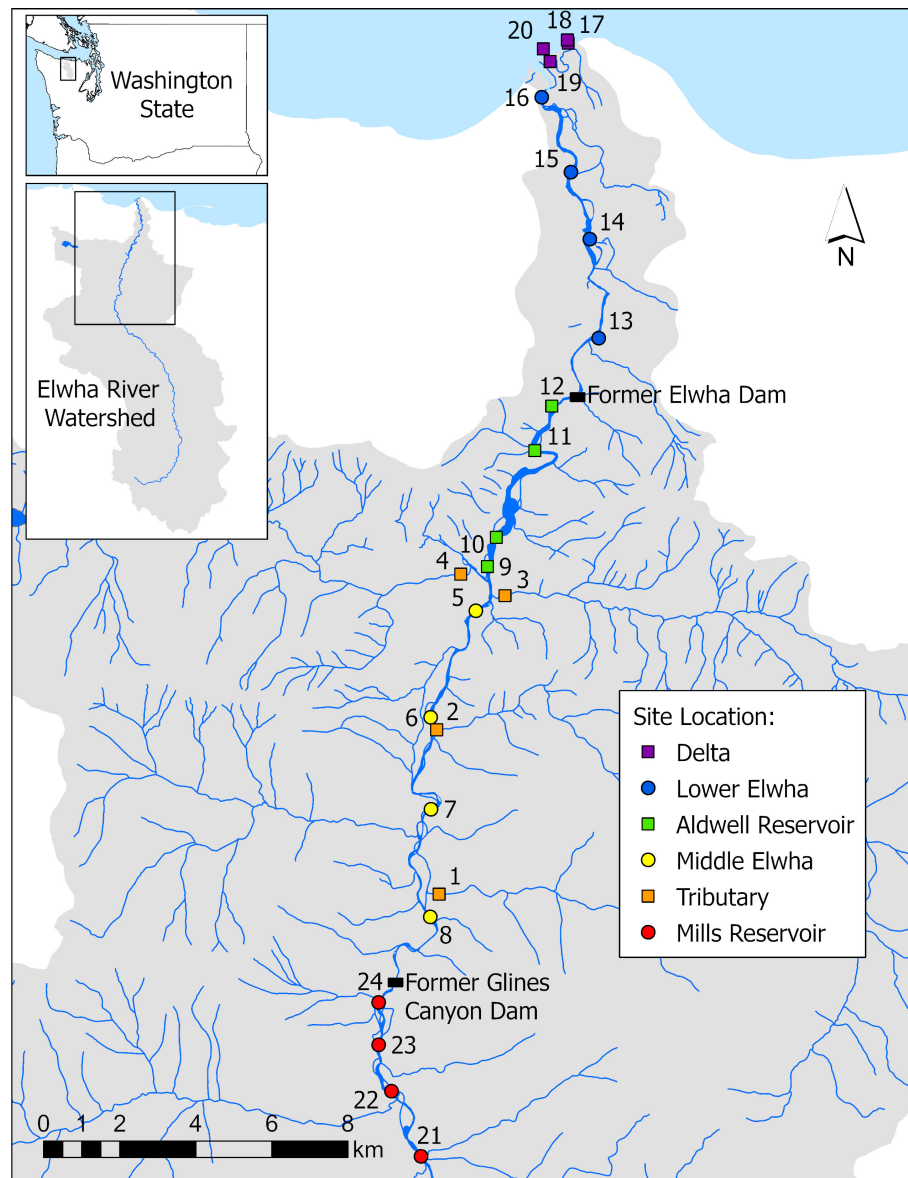 Washington
State
Elwha River
Watershed
18
17
20
19
16
15
14
N
13
12
Former Elwha Dam
11
10
9
4
3
5
6
2
7
1
8
Site Location:
Delta
Lower Elwha
Aldwell Reservoir
Middle Elwha
Tributary
Mills Reservoir
24
Former Glines
Canyon Dam
23
22
21
0 1 2 4 6 8
km